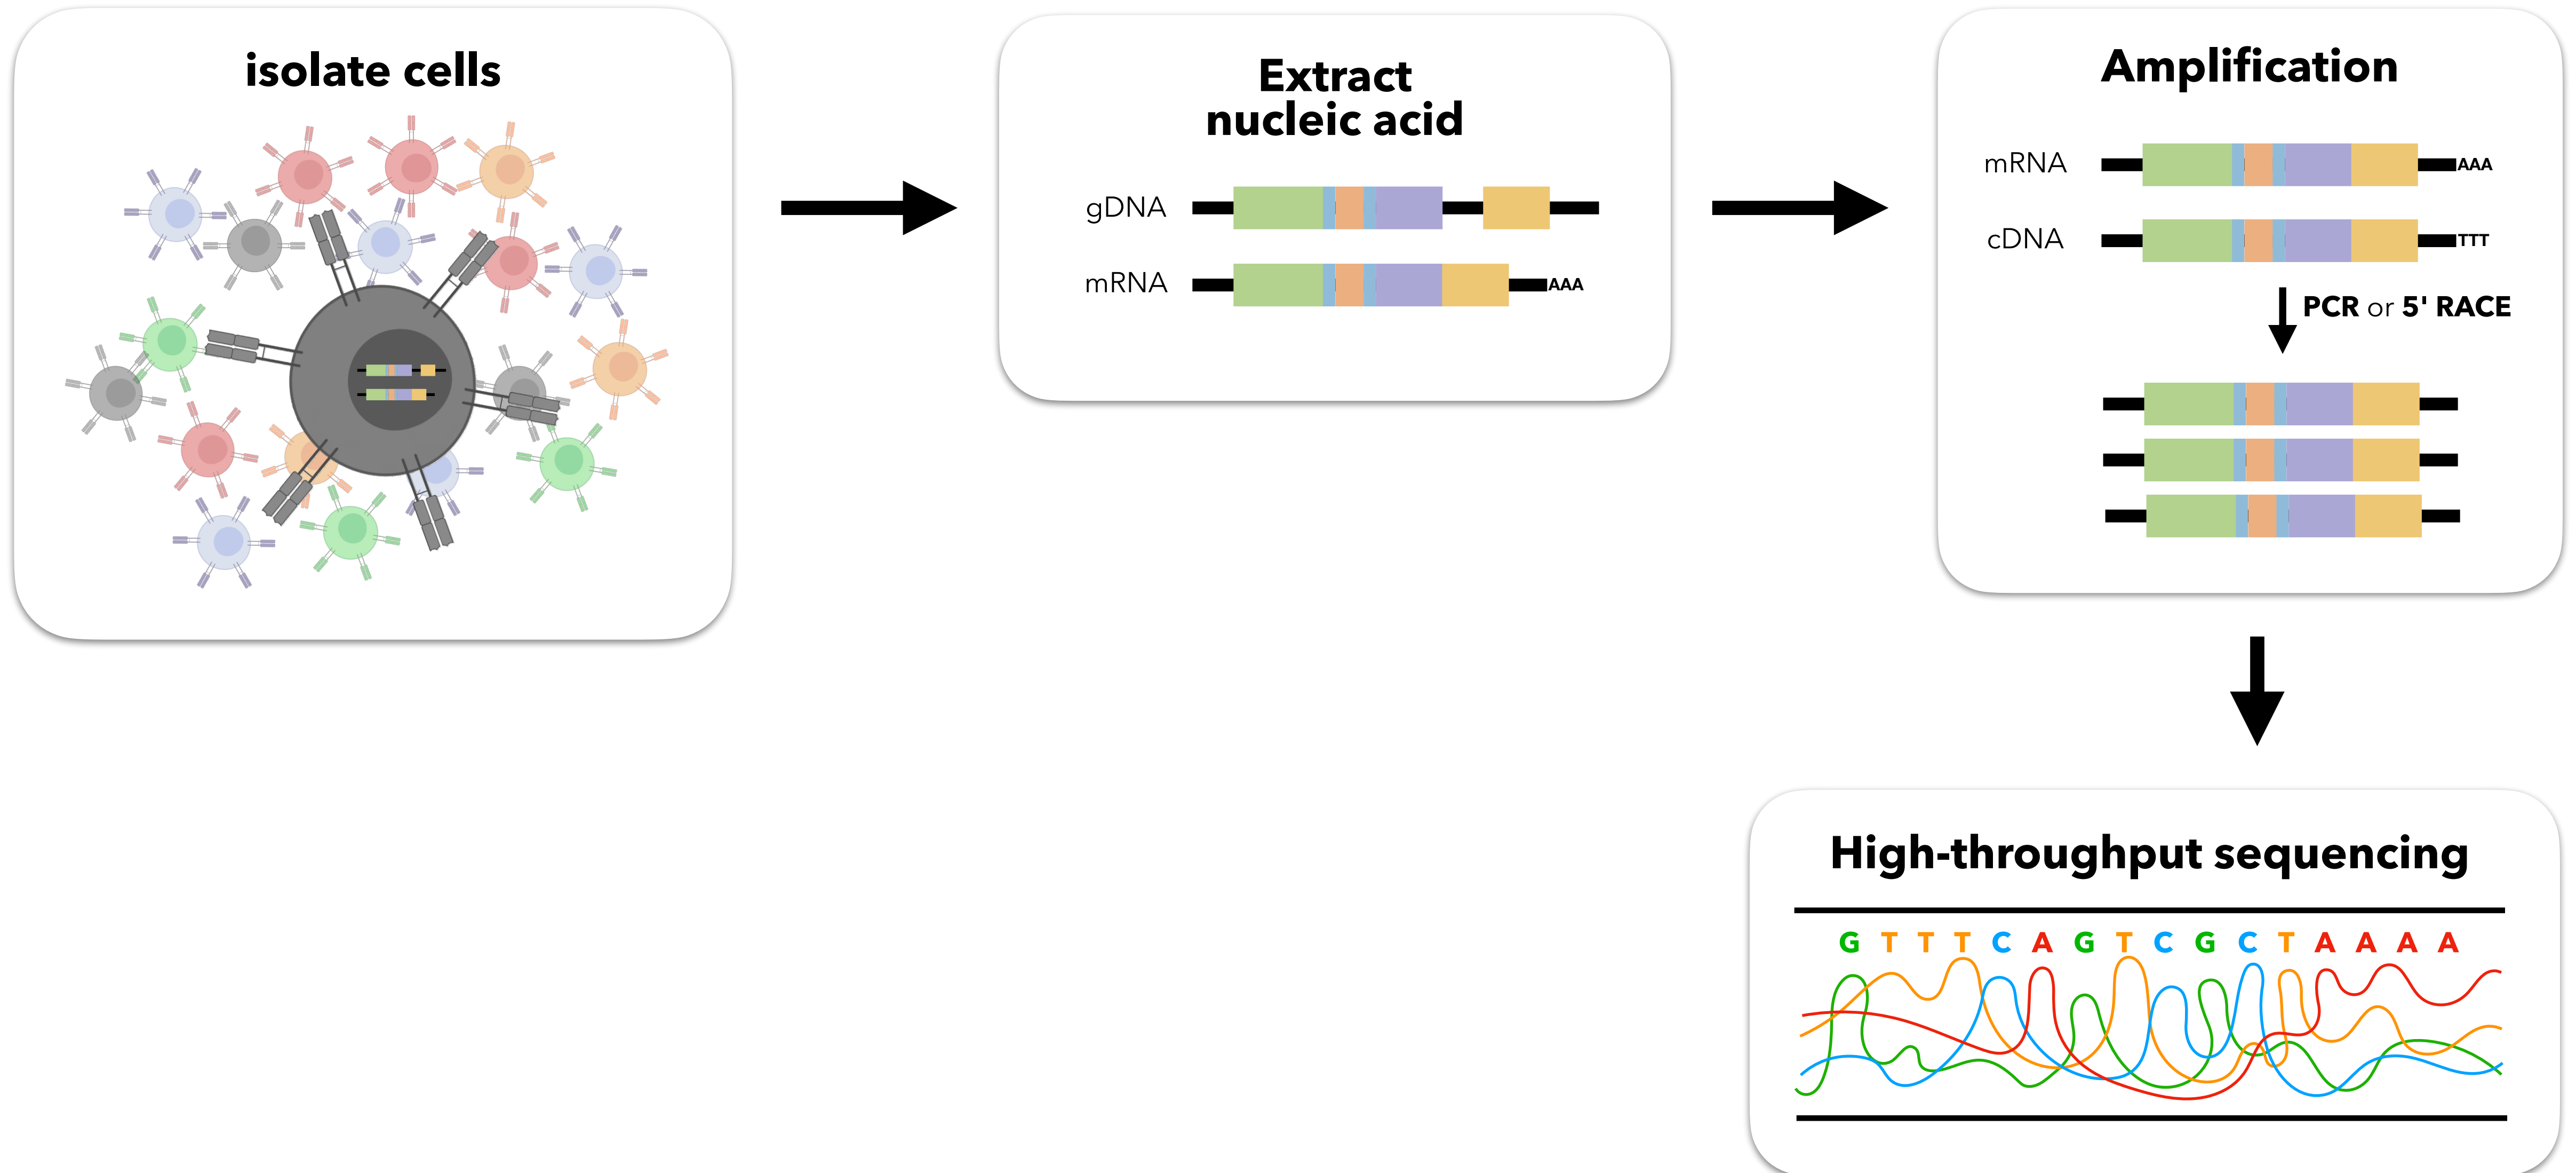 isolate cells
Extract
nucleic acid
gDNA
mRNA AAA
Amplification
mRNA AAA
cDNA TTT
PCR or 5' RACE
High-throughput sequencing
G T T T C A G T C G C T A A A A